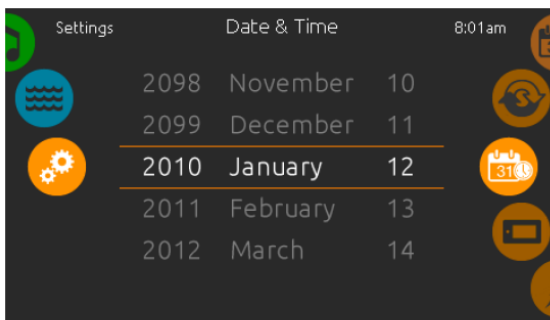 Settings Date & Time 8:01am
2098 November 10
2099 December 11
2010 January 12
31
2011 February 13
2012 March 14